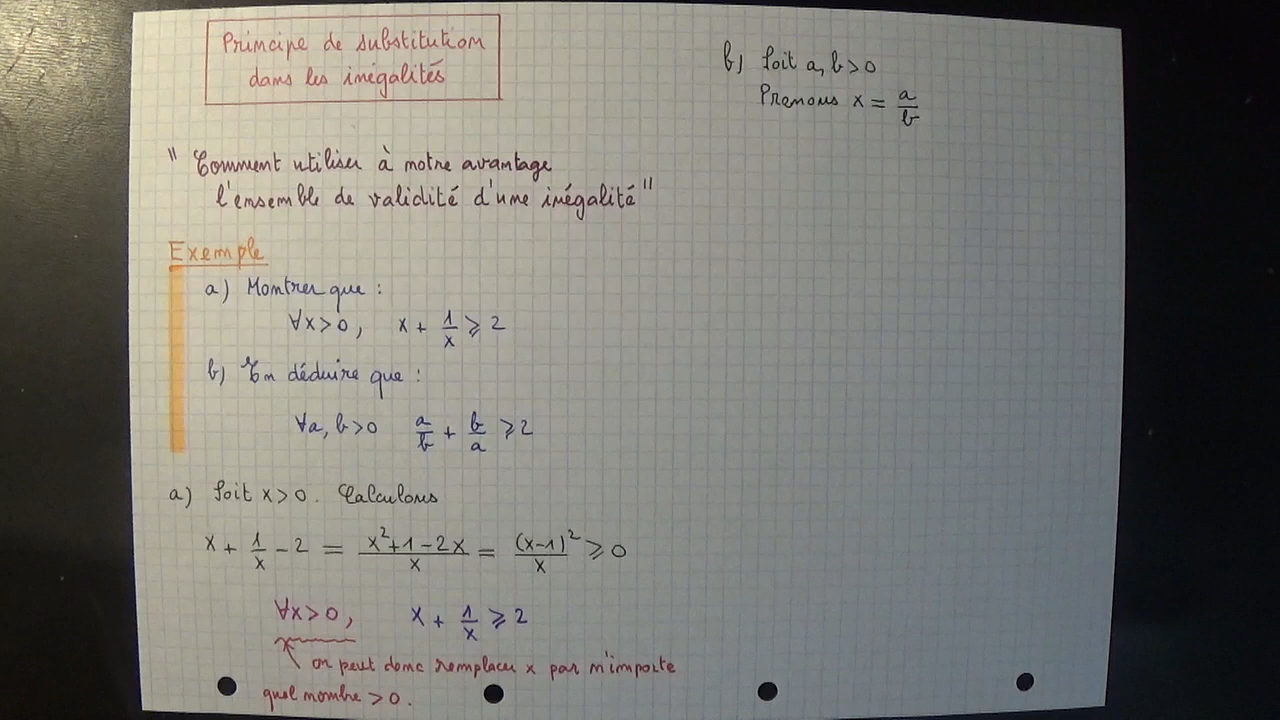 Principe de substitution
dans les inégalités
" Comment utiliser à notre avantage
l'ensemble de validité d'une inégalité"
Exemple
a) Montrer que :
∀x>0, x + 1/x ⩾ 2
b) En déduire que :
∀a, b>0 a/b + b/a ⩾ 2
a) Soit x>0. Calculons
x + 1/x - 2 = (x²+1-2x)/x = (x-1)²/x ⩾ 0
∀x>0, x + 1/x ⩾ 2
on peut donc remplacer x par n'importe
quel nombre >0.
b) Soit a, b>0
Prenons x = a/b